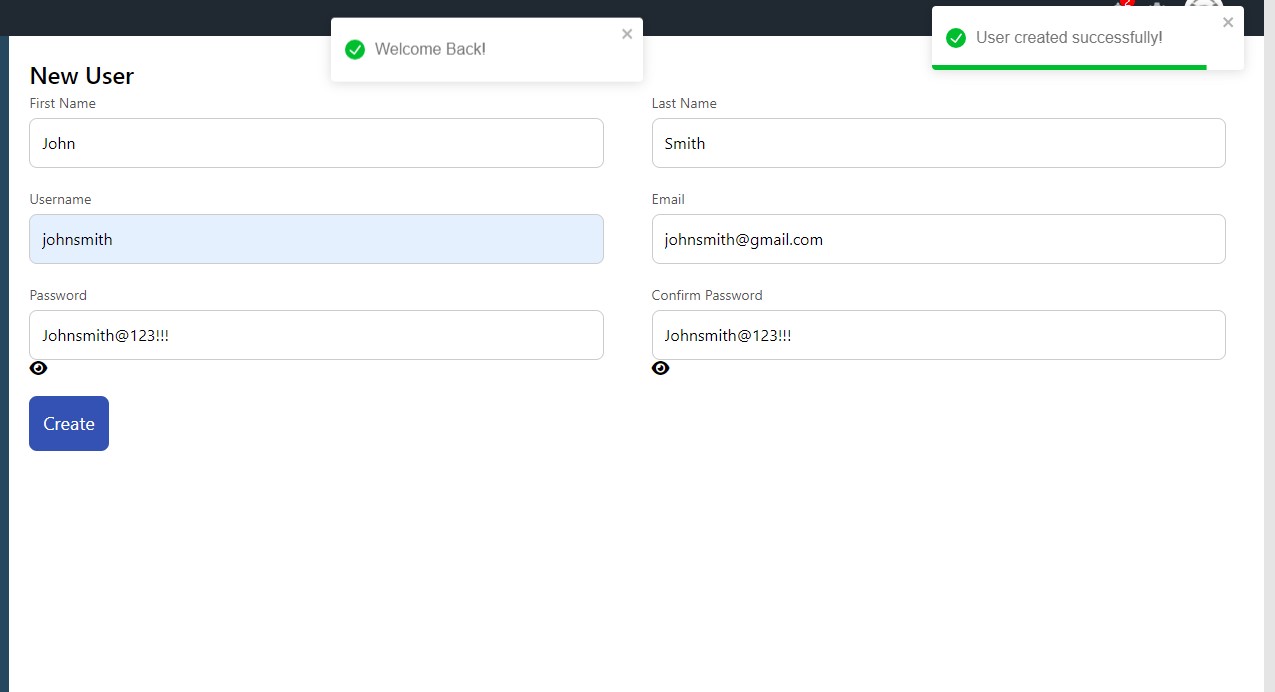 2
Welcome Back!
User created successfully!
New User
First Name
Last Name
John
Smith
Username
Email
johnsmith
johnsmith@gmail.com
Password
Confirm Password
Johnsmith@123!!!
Johnsmith@123!!!
Create